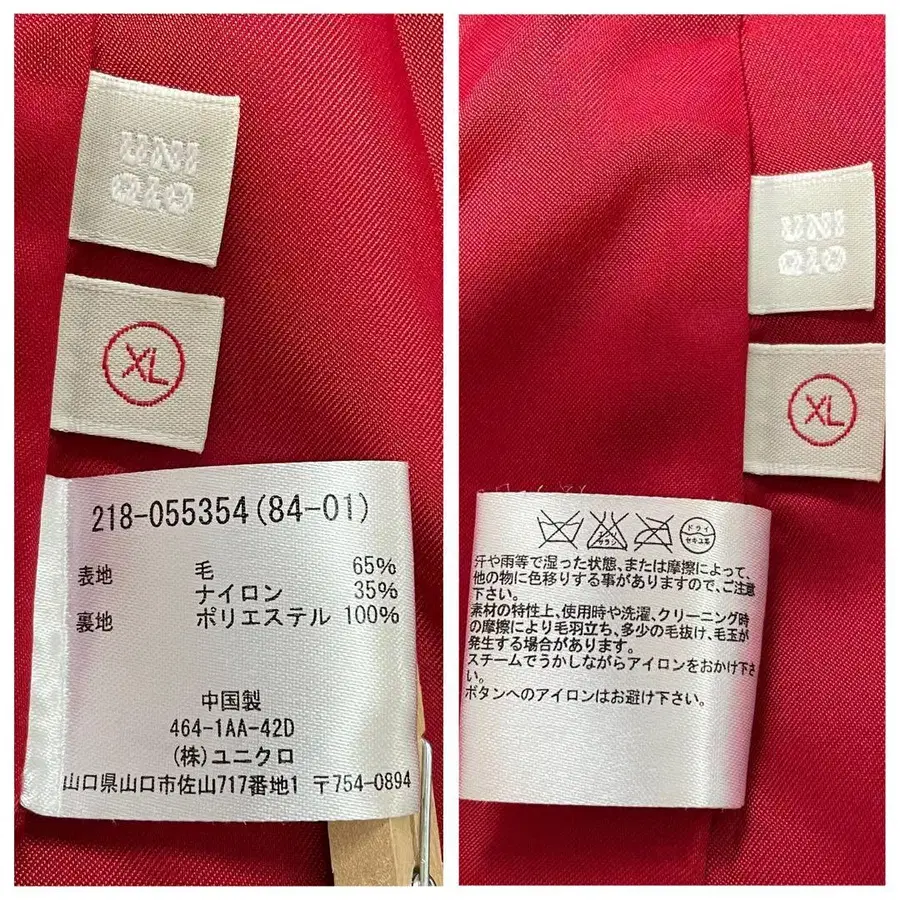 UNI
QLO
XL
218-055354(84-01)
表地 毛 65%
ナイロン 35%
裏地 ポリエステル 100%
中国製
464-1AA-42D
(株)ユニクロ
山口県山口市佐山717番地1 〒754-0894
UNI
QLO
XL
エンソ サラシ ドライ セキユ系
汗や雨等で湿った状態、または摩擦によって、
他の物に色移りする事がありますので、ご注意
下さい。
素材の特性上、使用時や洗濯、クリーニング時
の摩擦により毛羽立ち、多少の毛抜け、毛玉が
発生する場合があります。
スチームでうかしながらアイロンをおかけ下さ
い。
ボタンへのアイロンはお避け下さい。